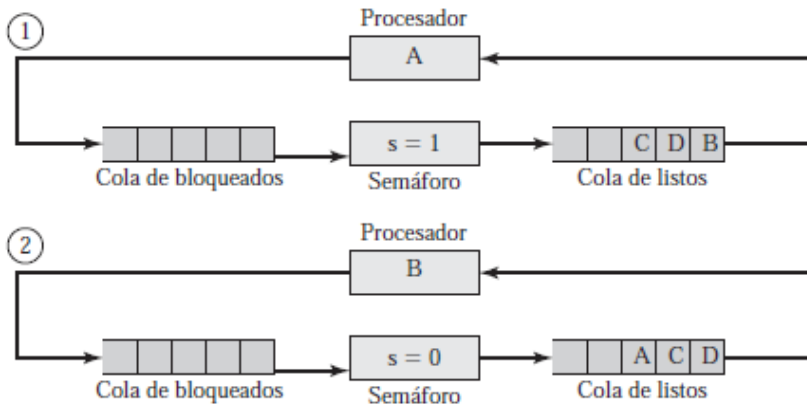 1
Procesador
A
s = 1
C D B
Cola de bloqueados
Semáforo
Cola de listos
2
Procesador
B
s = 0
A C D
Cola de bloqueados
Semáforo
Cola de listos